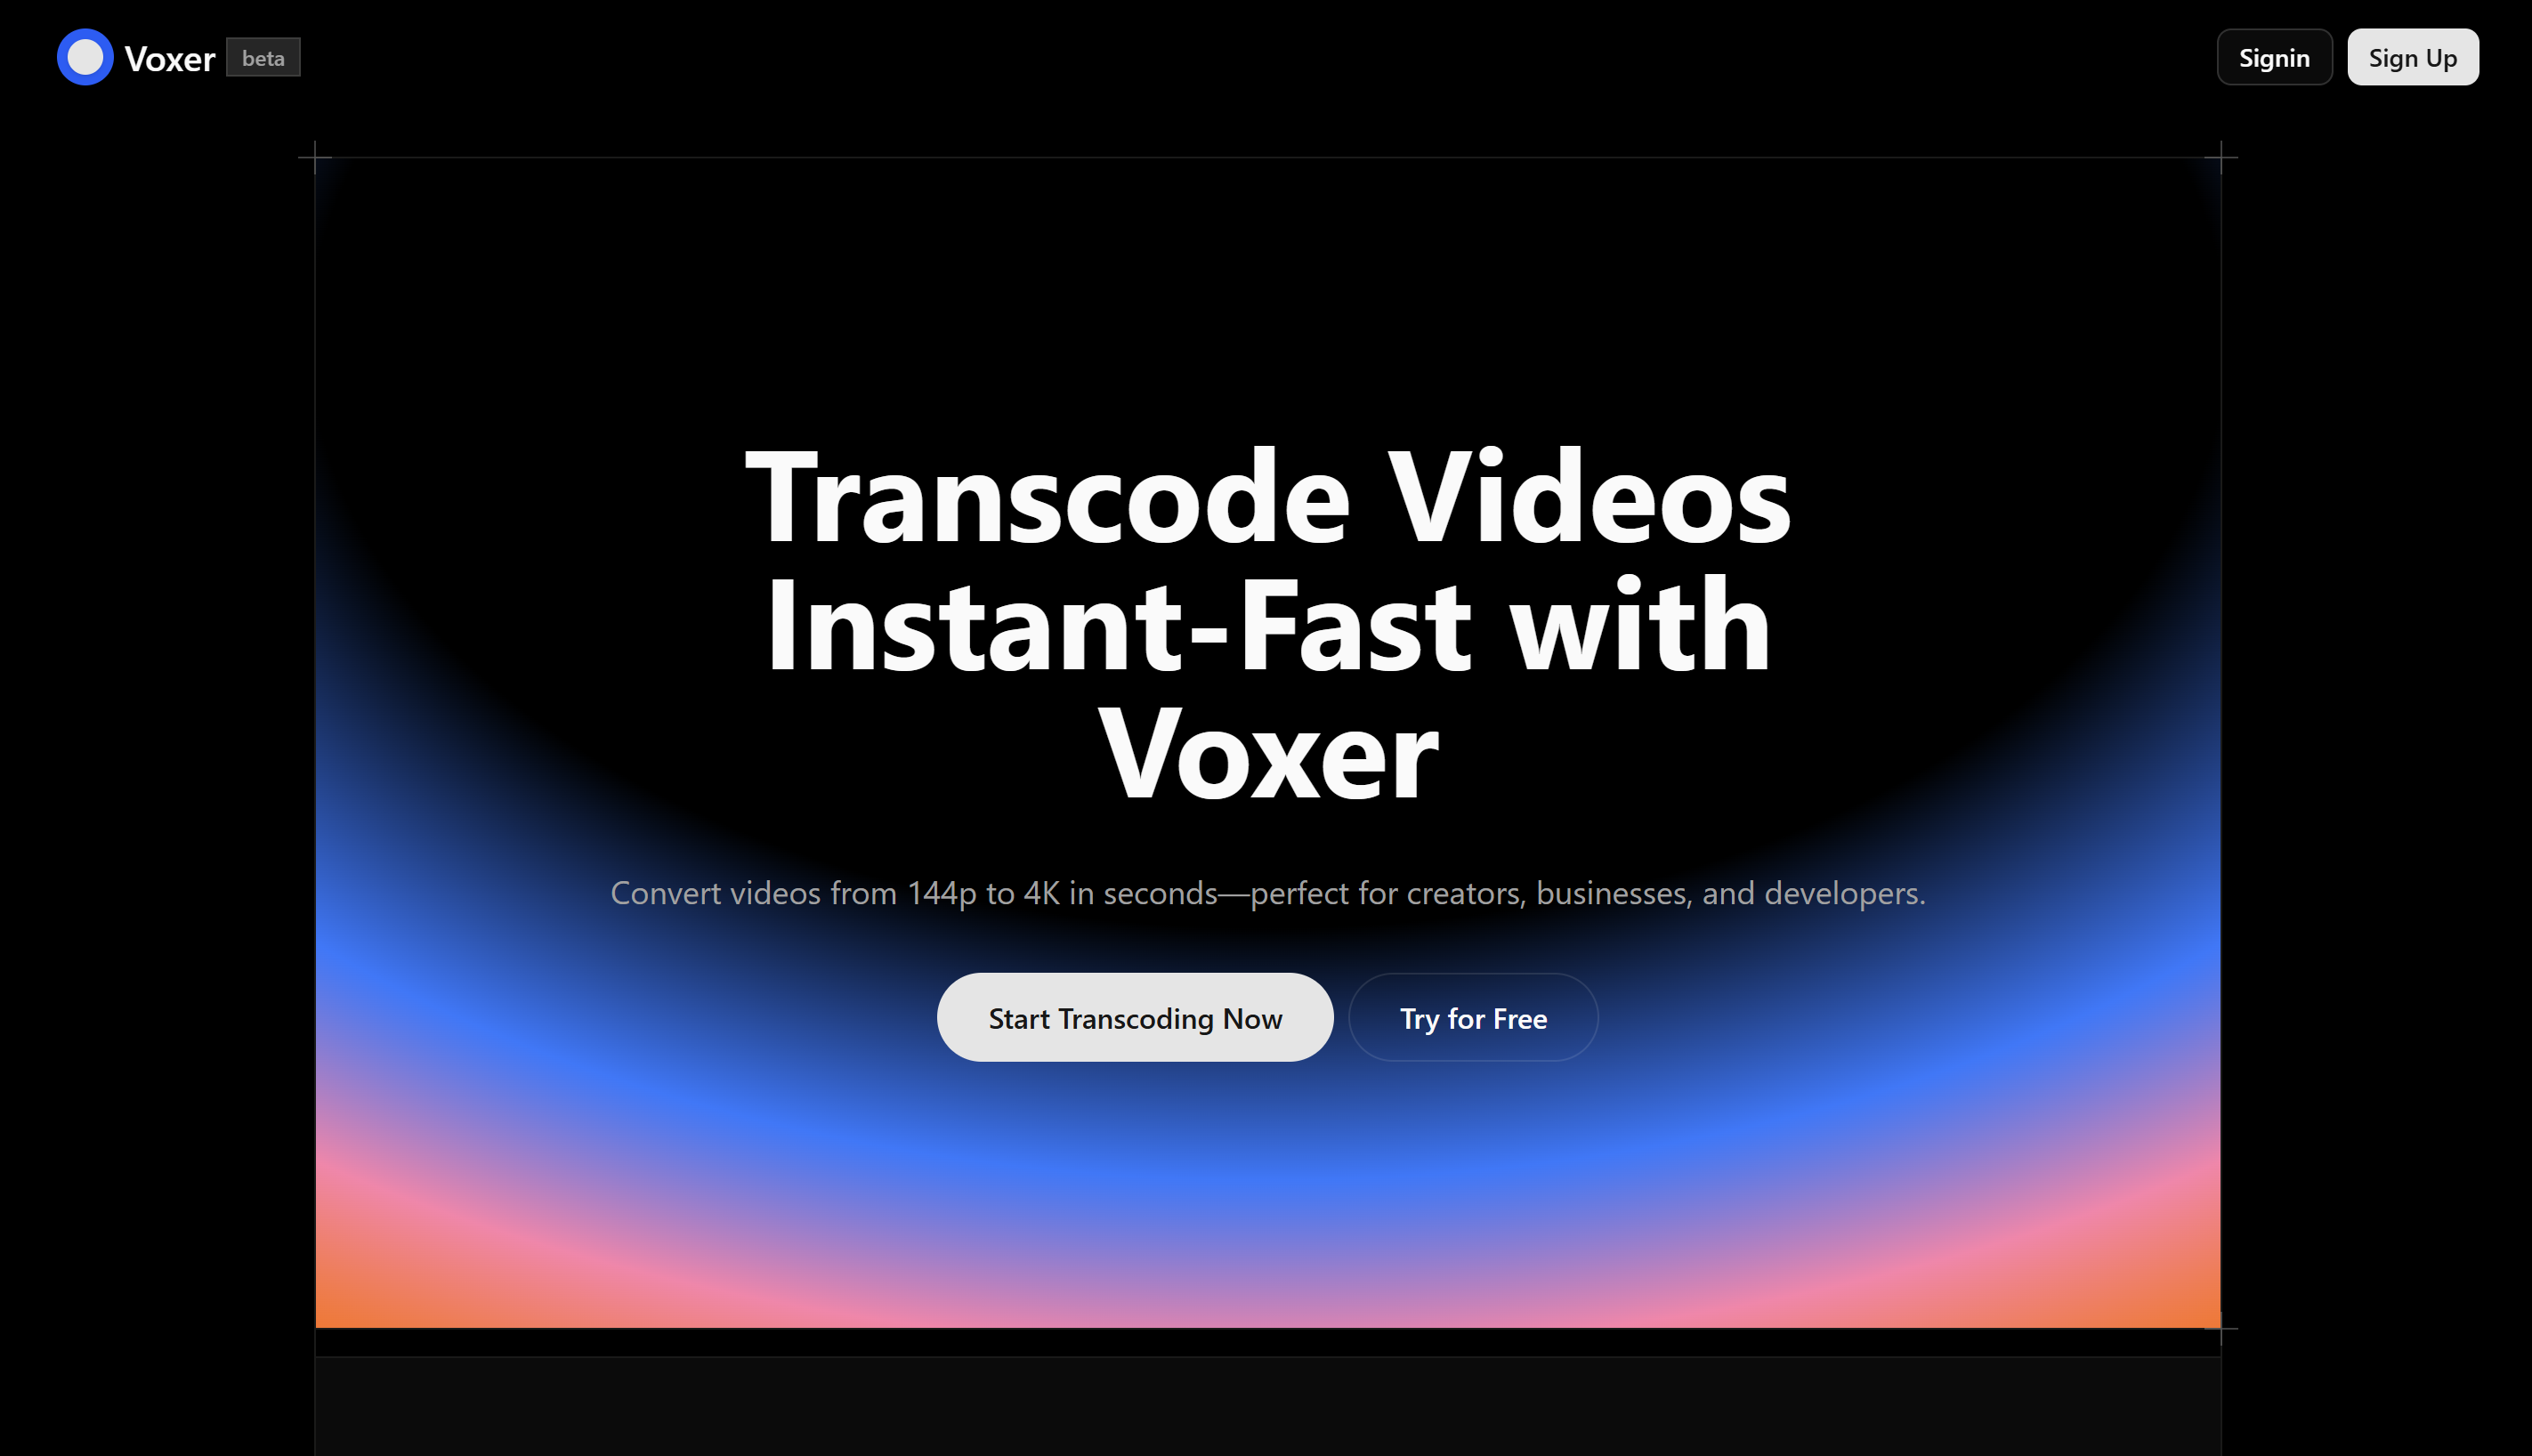 Voxer beta
Signin
Sign Up
Transcode Videos
Instant-Fast with
Voxer
Convert videos from 144p to 4K in seconds—perfect for creators, businesses, and developers.
Start Transcoding Now
Try for Free